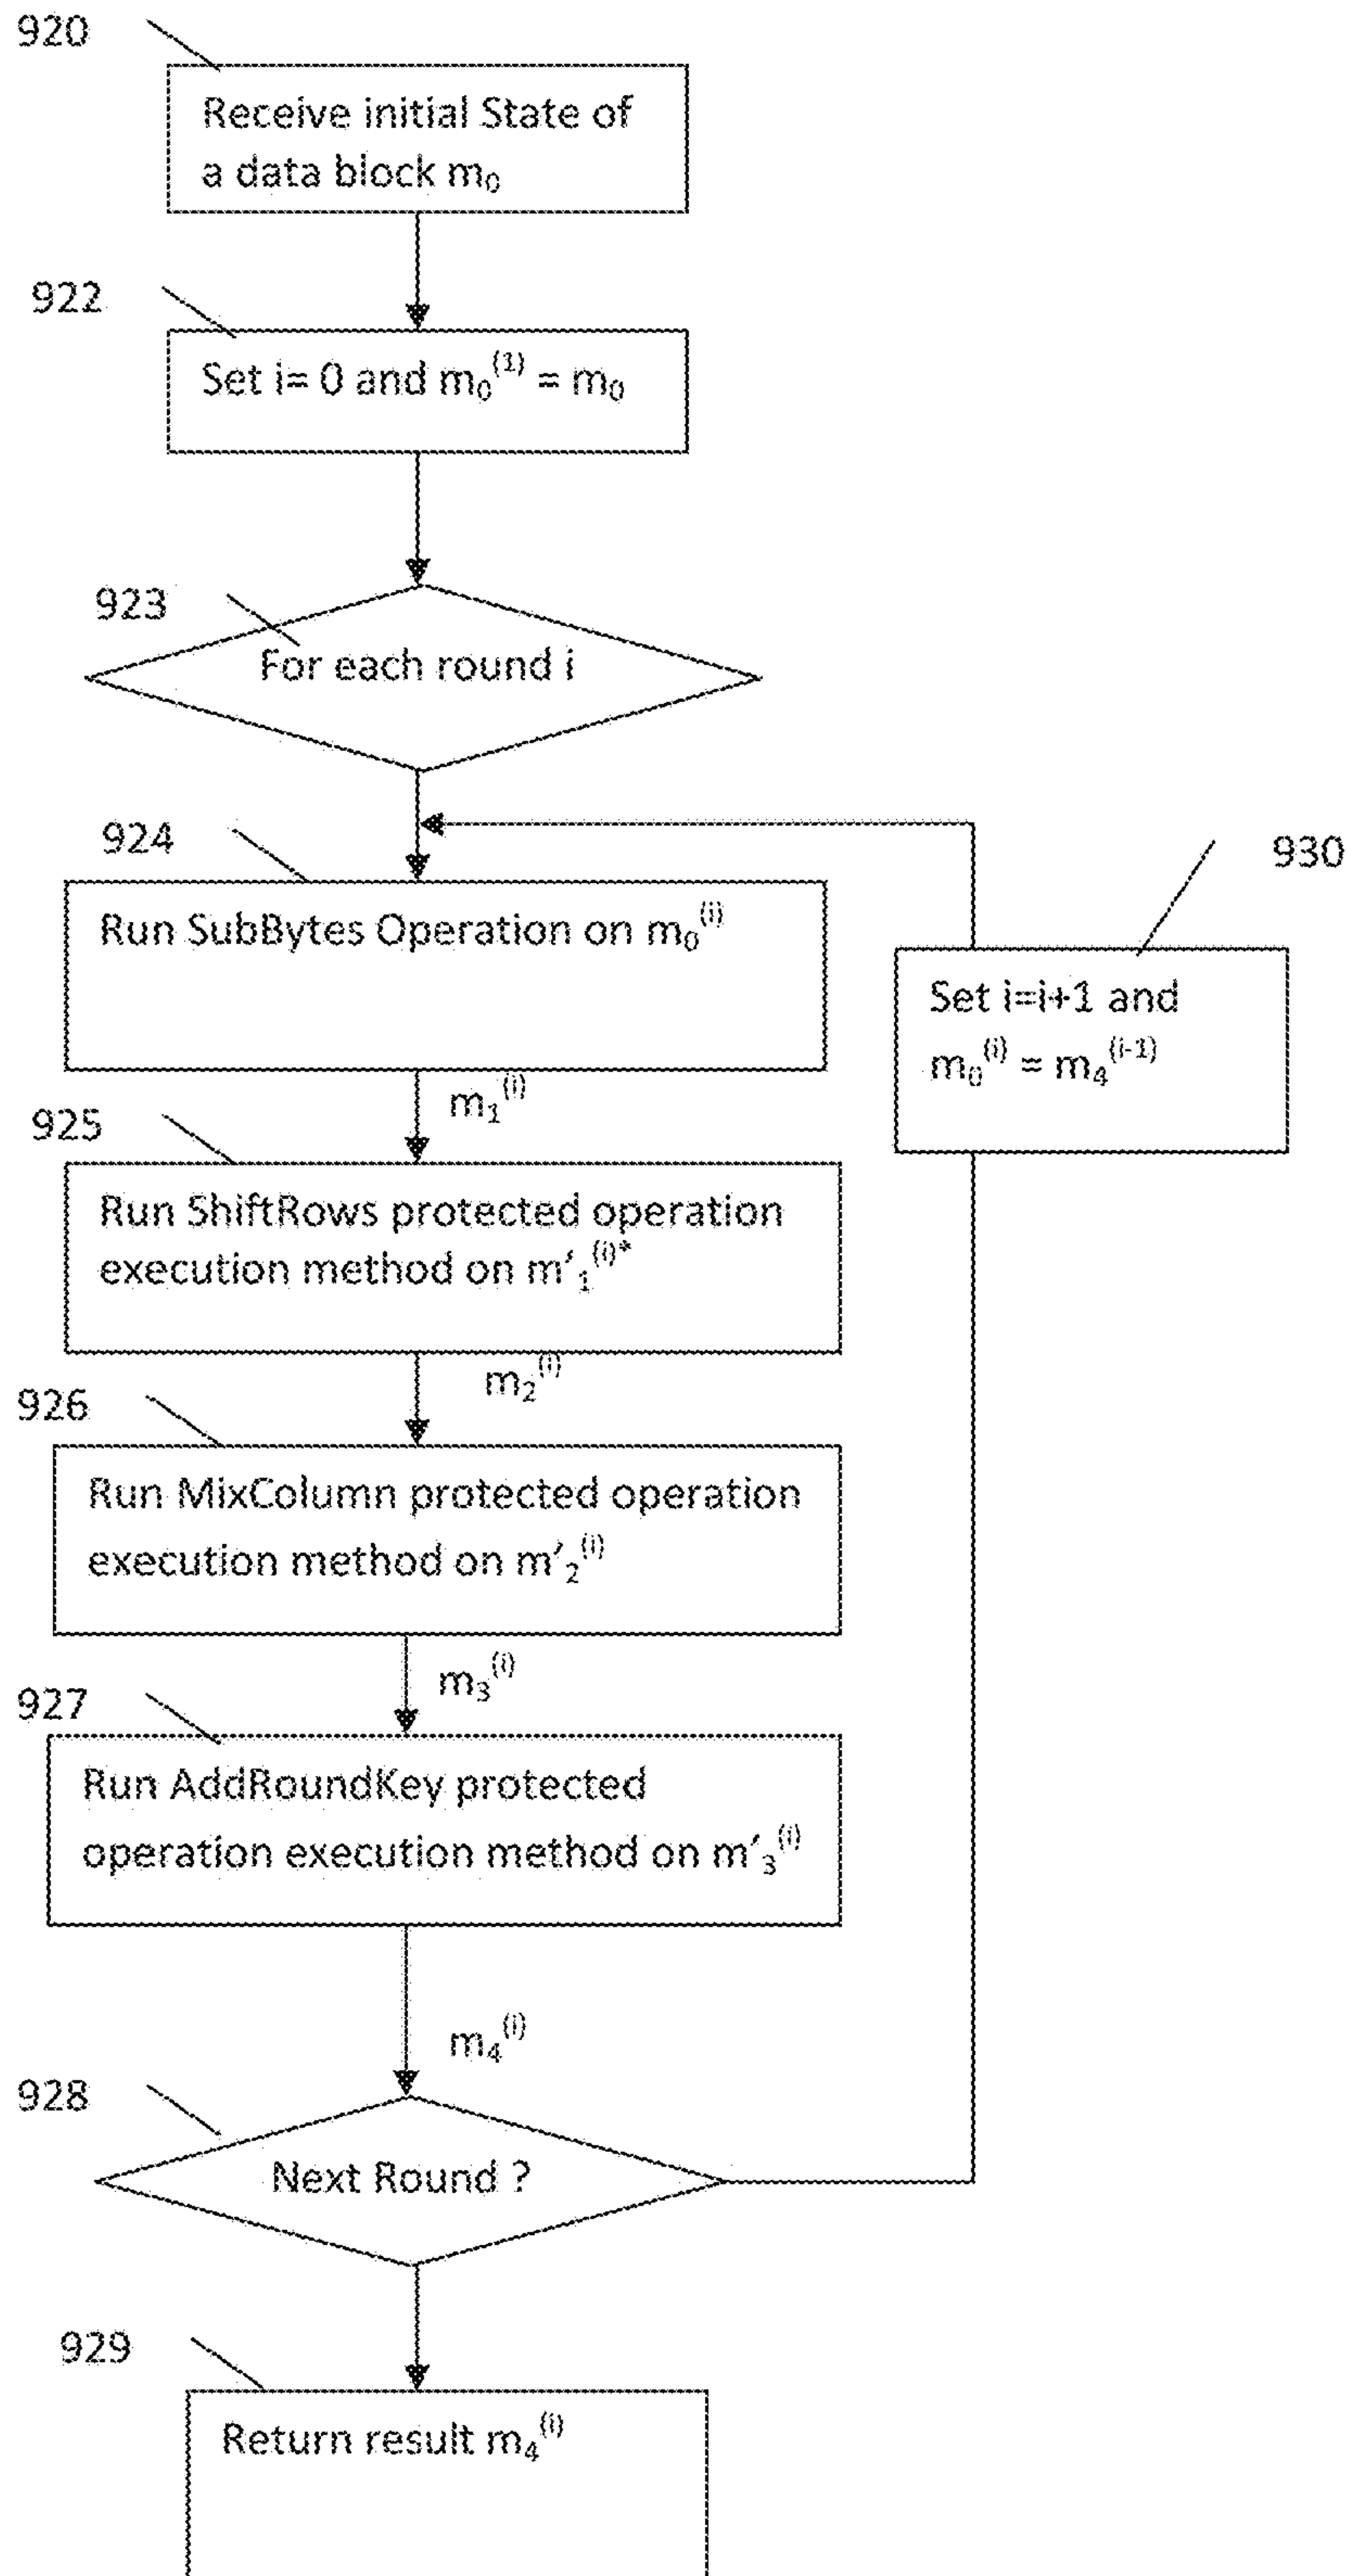 920
Receive initial State of
a data block m₀
922
Set i= 0 and m₀⁽¹⁾ = m₀
923
For each round i
924
Run SubBytes Operation on m₀⁽ⁱ⁾
930
Set i=i+1 and
m₀⁽ⁱ⁾ = m₄⁽ⁱ⁻¹⁾
m₁⁽ⁱ⁾
925
Run ShiftRows protected operation
execution method on m′₁⁽ⁱ⁾*
m₂⁽ⁱ⁾
926
Run MixColumn protected operation
execution method on m′₂⁽ⁱ⁾
m₃⁽ⁱ⁾
927
Run AddRoundKey protected
operation execution method on m′₃⁽ⁱ⁾
m₄⁽ⁱ⁾
928
Next Round ?
929
Return result m₄⁽ⁱ⁾